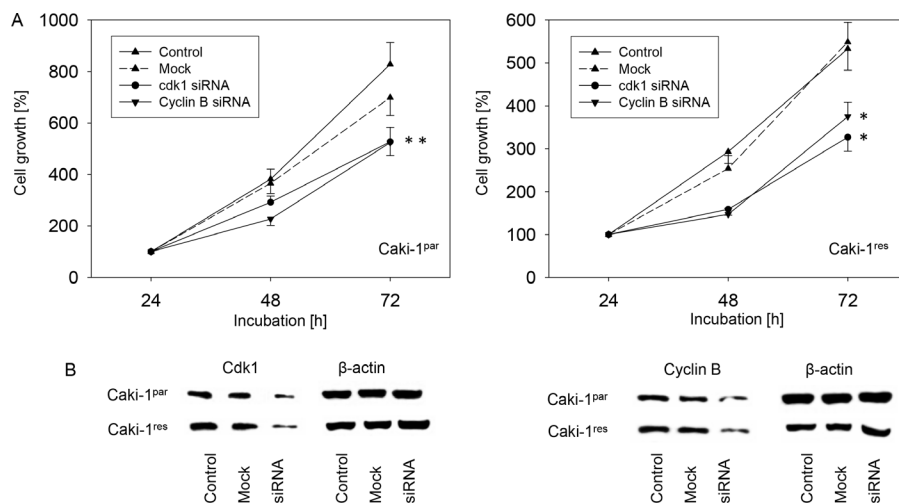 A
1000
800
600
400
200
0
Cell growth [%]
Control
Mock
cdk1 siRNA
Cyclin B siRNA
* *
Caki-1par
24 48 72
Incubation [h]
600
500
400
300
200
100
0
Cell growth [%]
Control
Mock
cdk1 siRNA
Cyclin B siRNA
*
*
Caki-1res
24 48 72
Incubation [h]
B
Cdk1 β-actin
Caki-1par
Caki-1res
Control Mock siRNA Control Mock siRNA
Cyclin B β-actin
Caki-1par
Caki-1res
Control Mock siRNA Control Mock siRNA